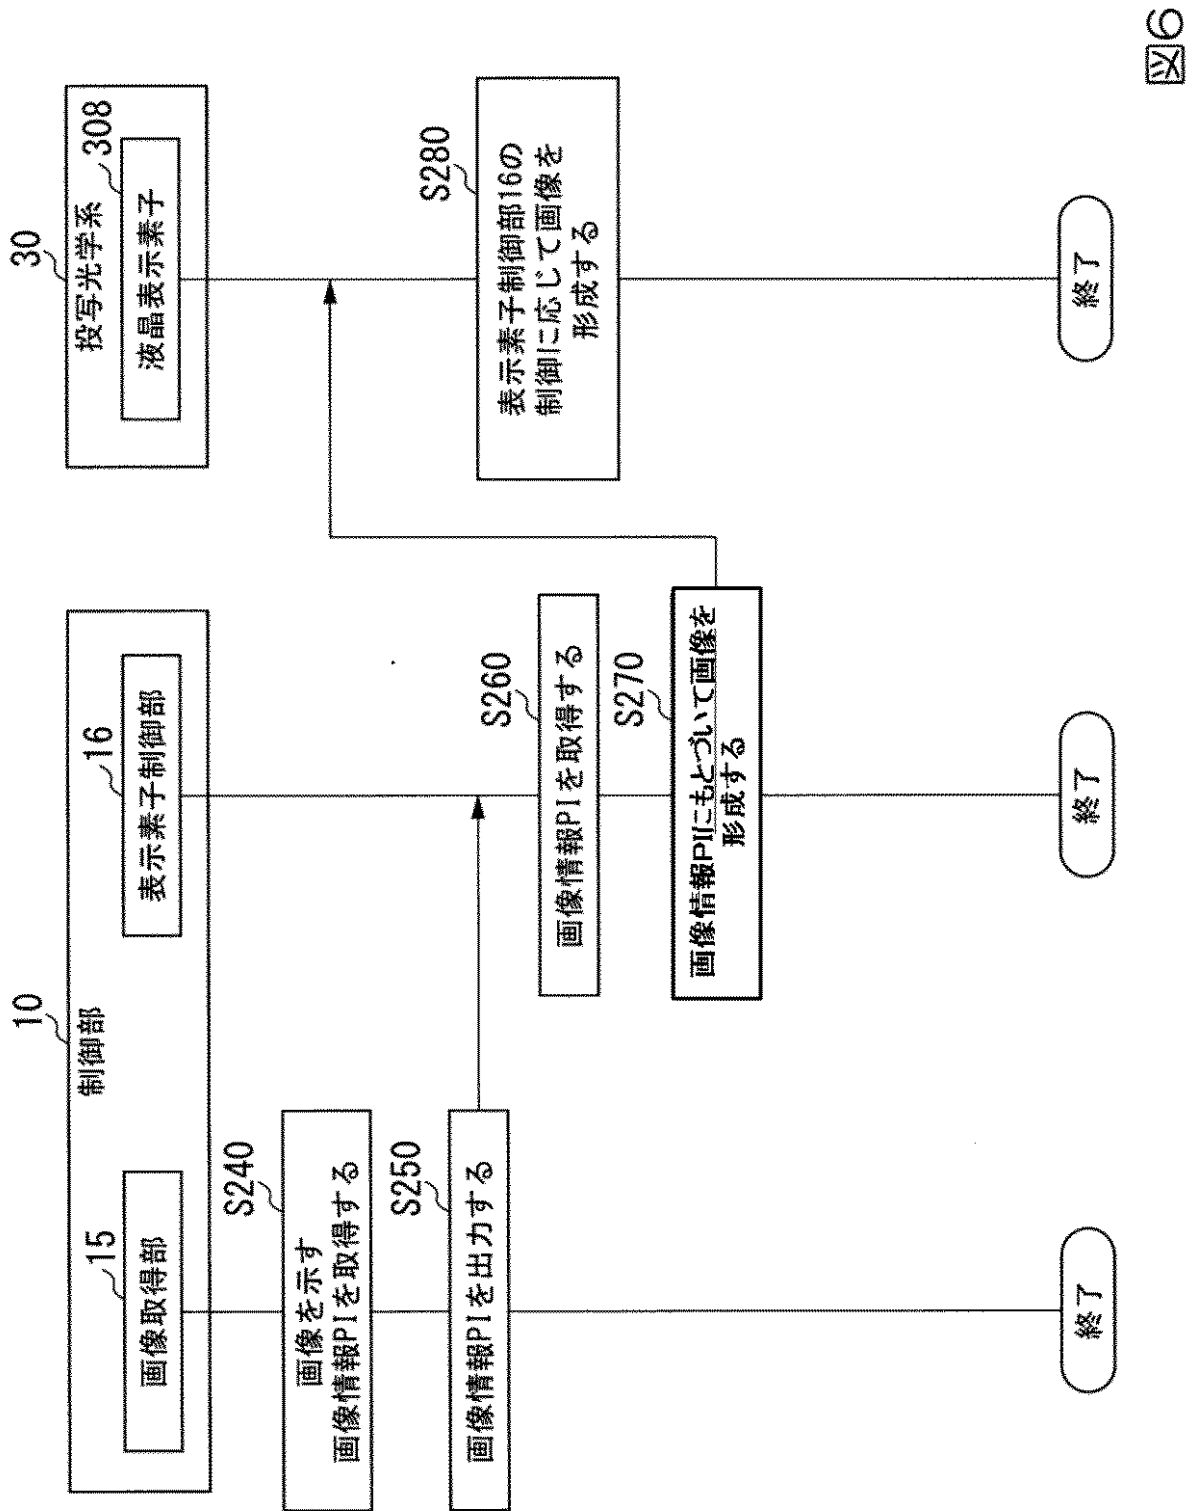 10
制御部
15
画像取得部
16
表示素子制御部
30
投写光学系
308
液晶表示素子
S240
画像を示す
画像情報PIを取得する
S250
画像情報PIを出力する
S260
画像情報PIを取得する
S270
画像情報PIにもとづいて画像を
形成する
S280
表示素子制御部16の
制御に応じて画像を
形成する
終了
終了
終了
図6